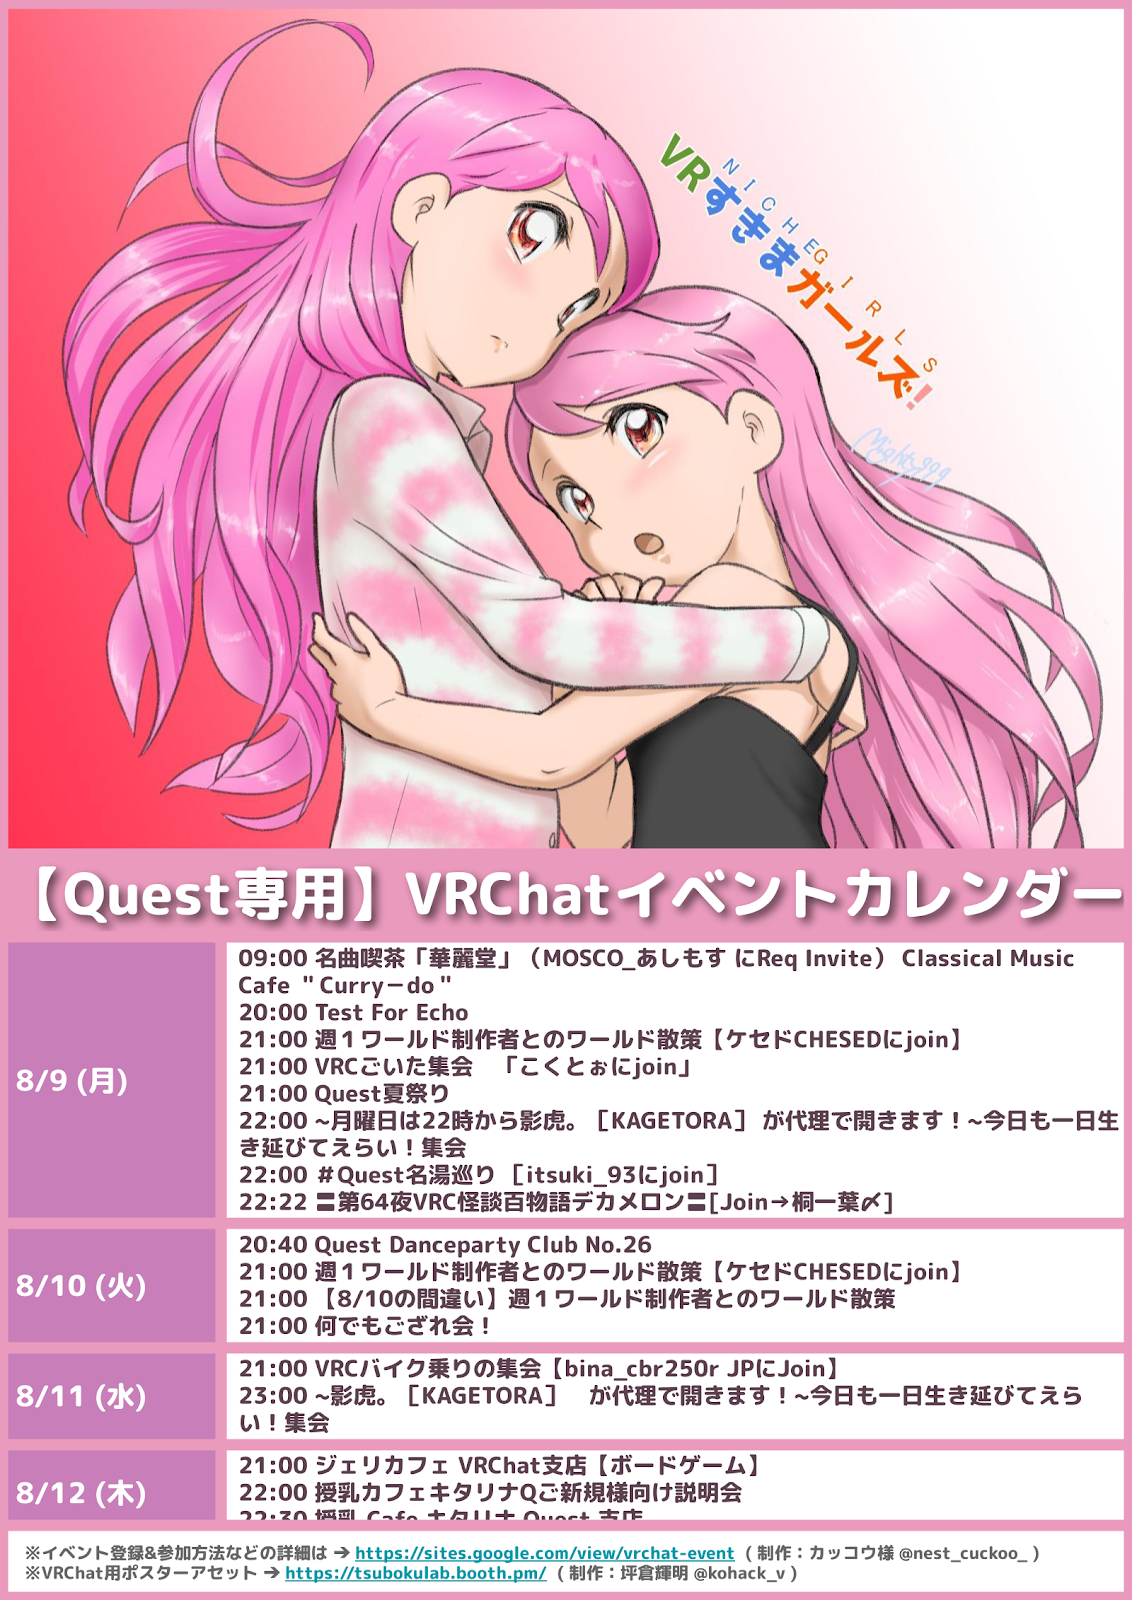 NICHE GIRLS
VRすきまガールズ!
Mighty999
【Quest専用】VRChatイベントカレンダー
8/9 (月)
09:00 名曲喫茶「華麗堂」（MOSCO_あしもす にReq Invite） Classical Music
Cafe ＂Curry－do＂
20:00 Test For Echo
21:00 週１ワールド制作者とのワールド散策【ケセドCHESEDにjoin】
21:00 VRCごいた集会　「こくとぉにjoin」
21:00 Quest夏祭り
22:00 ~月曜日は22時から影虎。［KAGETORA］ が代理で開きます！~今日も一日生
き延びてえらい！集会
22:00 ＃Quest名湯巡り ［itsuki_93にjoin］
22:22 〓第64夜VRC怪談百物語デカメロン〓[Join→桐一葉〆]
8/10 (火)
20:40 Quest Danceparty Club No.26
21:00 週１ワールド制作者とのワールド散策【ケセドCHESEDにjoin】
21:00 【8/10の間違い】週１ワールド制作者とのワールド散策
21:00 何でもござれ会！
8/11 (水)
21:00 VRCバイク乗りの集会【bina_cbr250r JPにJoin】
23:00 ~影虎。［KAGETORA］　が代理で開きます！~今日も一日生き延びてえら
い！集会
8/12 (木)
21:00 ジェリカフェ VRChat支店【ボードゲーム】
22:00 授乳カフェキタリナQご新規様向け説明会
22:30 授乳 Cafe キタリナ Quest 支店
※イベント登録&参加方法などの詳細は → https://sites.google.com/view/vrchat-event （制作：カッコウ様 @nest_cuckoo_ ）
※VRChat用ポスターアセット → https://tsubokulab.booth.pm/ （制作：坪倉輝明 @kohack_v ）